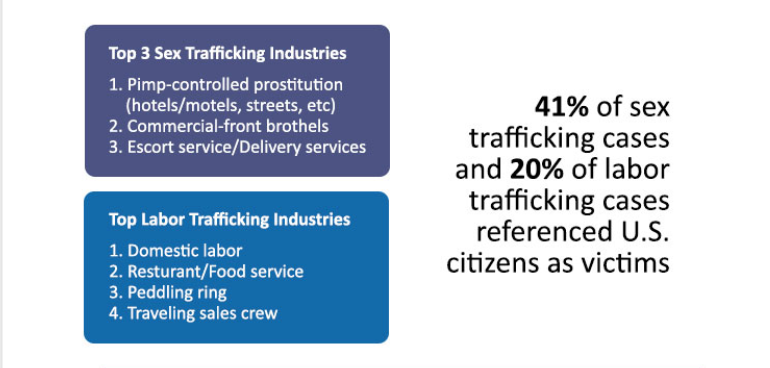 Top 3 Sex Trafficking Industries
1. Pimp-controlled prostitution
(hotels/motels, streets, etc)
2. Commercial-front brothels
3. Escort service/Delivery services
Top Labor Trafficking Industries
1. Domestic labor
2. Resturant/Food service
3. Peddling ring
4. Traveling sales crew
41% of sex
trafficking cases
and 20% of labor
trafficking cases
referenced U.S.
citizens as victims